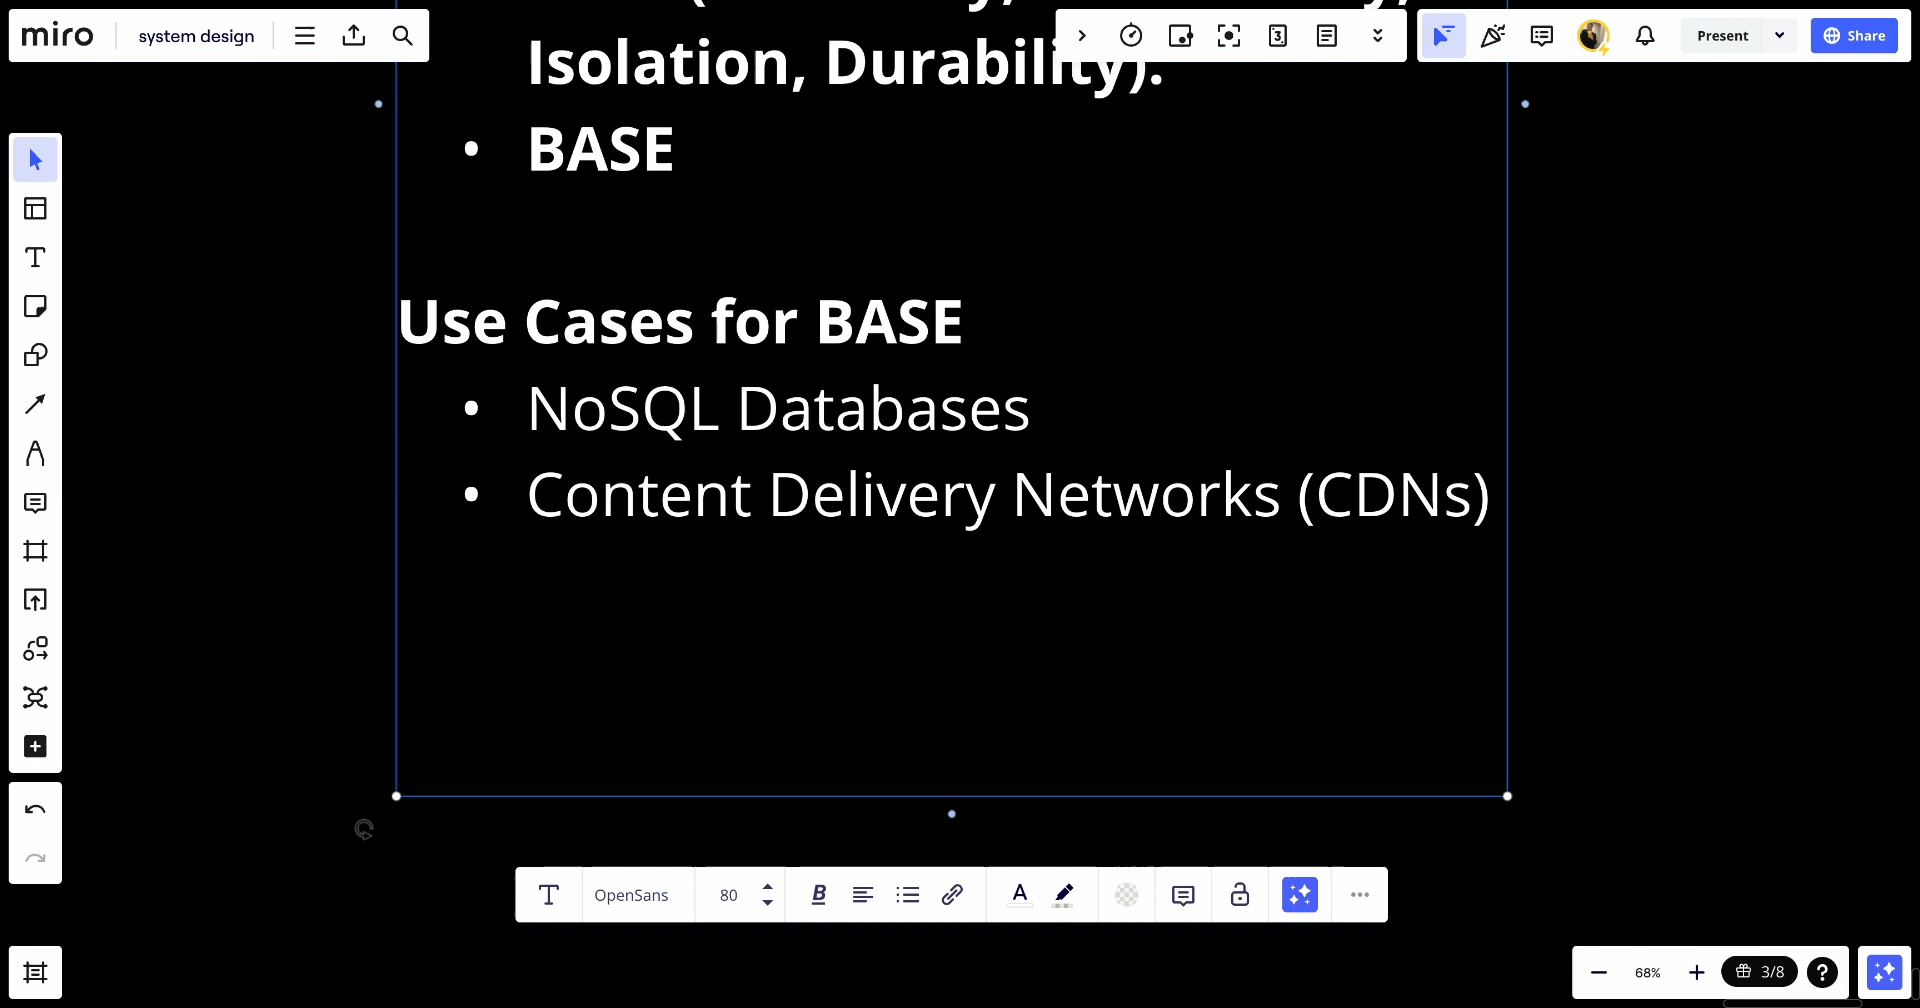 miro system design Present Share
Isolation, Durability).
• BASE
Use Cases for BASE
• NoSQL Databases
• Content Delivery Networks (CDNs)
OpenSans 80 B A
68% 3/8 ?